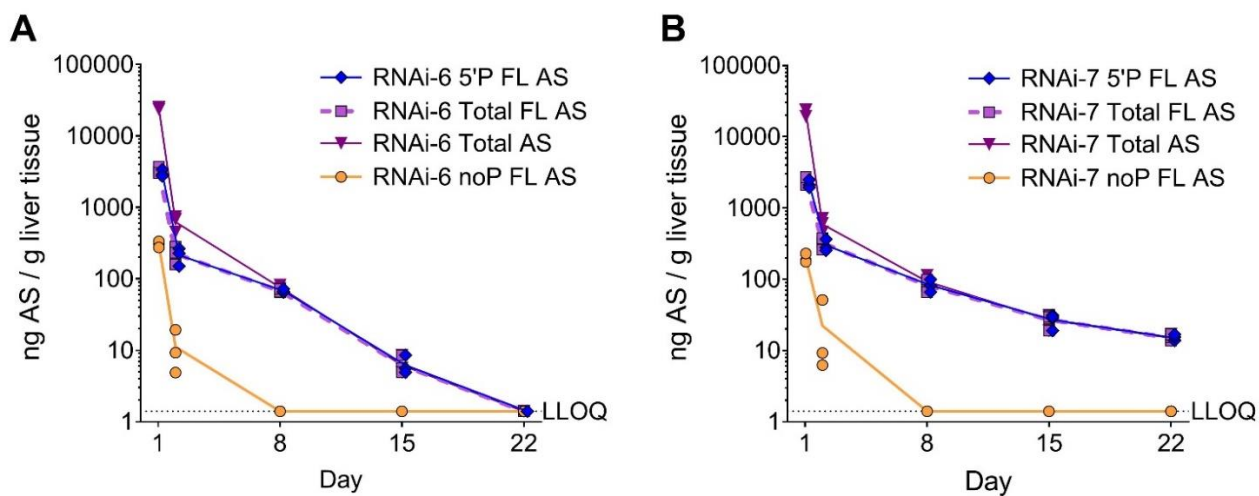 A
ng AS / g liver tissue
100000
10000
1000
100
10
1
RNAi-6 5'P FL AS
RNAi-6 Total FL AS
RNAi-6 Total AS
RNAi-6 noP FL AS
LLOQ
1 8 15 22
Day
B
ng AS / g liver tissue
100000
10000
1000
100
10
1
RNAi-7 5'P FL AS
RNAi-7 Total FL AS
RNAi-7 Total AS
RNAi-7 noP FL AS
LLOQ
1 8 15 22
Day